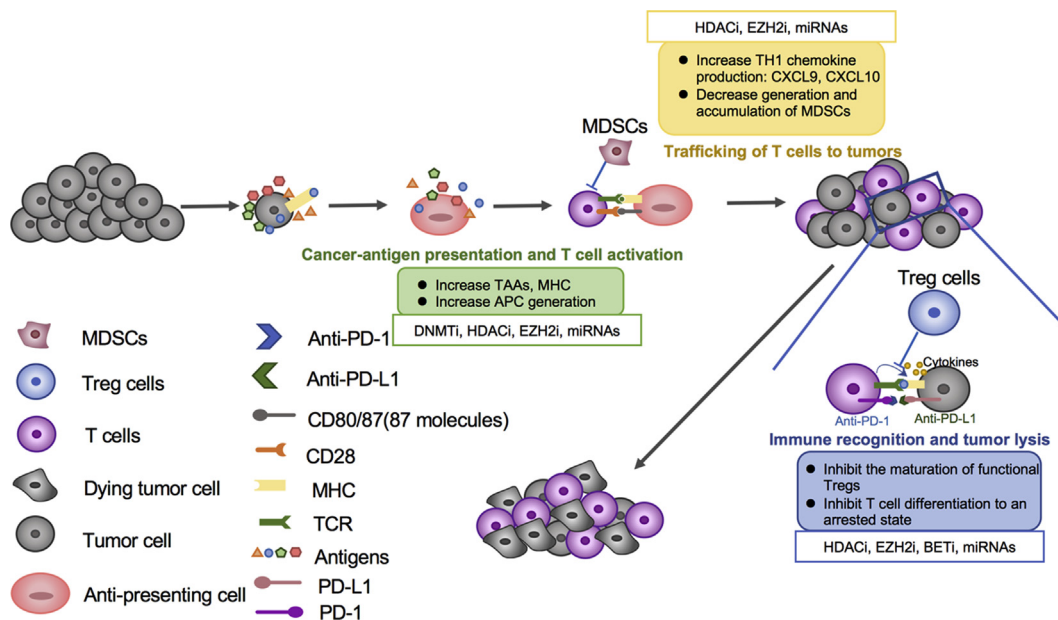 HDACi, EZH2i, miRNAs
● Increase TH1 chemokine
production: CXCL9, CXCL10
● Decrease generation and
accumulation of MDSCs
MDSCs
Trafficking of T cells to tumors
Cancer-antigen presentation and T cell activation
● Increase TAAs, MHC
● Increase APC generation
DNMTi, HDACi, EZH2i, miRNAs
Treg cells
Cytokines
Anti-PD-1
Anti-PD-L1
Immune recognition and tumor lysis
● Inhibit the maturation of functional
Tregs
● Inhibit T cell differentiation to an
arrested state
HDACi, EZH2i, BETi, miRNAs
MDSCs
Treg cells
T cells
Dying tumor cell
Tumor cell
Anti-presenting cell
Anti-PD-1
Anti-PD-L1
CD80/87(87 molecules)
CD28
MHC
TCR
Antigens
PD-L1
PD-1